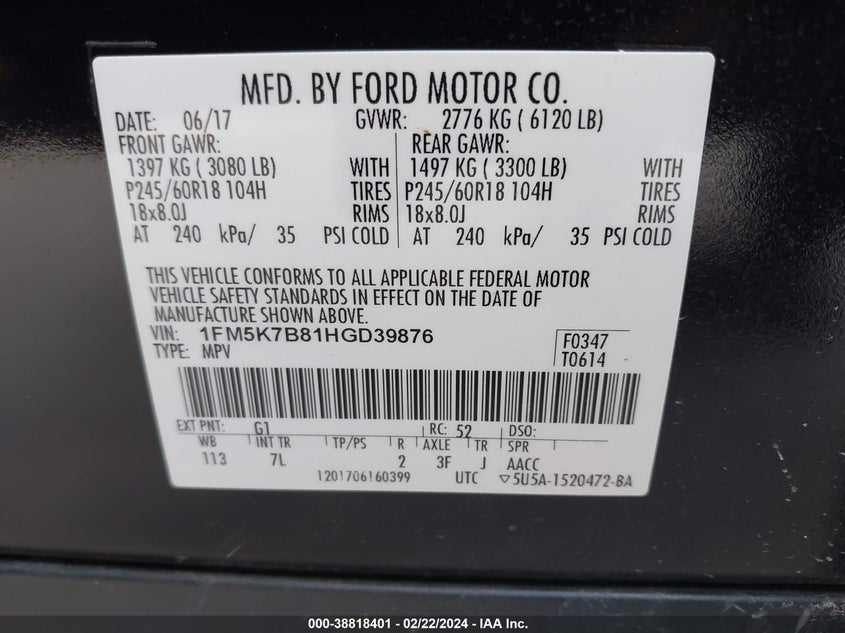 MFD. BY FORD MOTOR CO.
DATE: 06/17 GVWR: 2776 KG ( 6120 LB)
FRONT GAWR: REAR GAWR:
1397 KG ( 3080 LB) WITH 1497 KG ( 3300 LB) WITH
P245/60R18 104H TIRES P245/60R18 104H TIRES
18x8.0J RIMS 18x8.0J RIMS
AT 240 kPa/ 35 PSI COLD AT 240 kPa/ 35 PSI COLD
THIS VEHICLE CONFORMS TO ALL APPLICABLE FEDERAL MOTOR
VEHICLE SAFETY STANDARDS IN EFFECT ON THE DATE OF
MANUFACTURE SHOWN ABOVE.
VIN: 1FM5K7B81HGD39876 F0347
TYPE: MPV T0614
EXT PNT: G1 RC: 52 DSO:
WB INT TR TP/PS R AXLE TR SPR
113 7L 2 3F J AACC
1201706160399 UTC ▽5U5A-1520472-BA
000-38818401 - 02/22/2024 - IAA Inc.